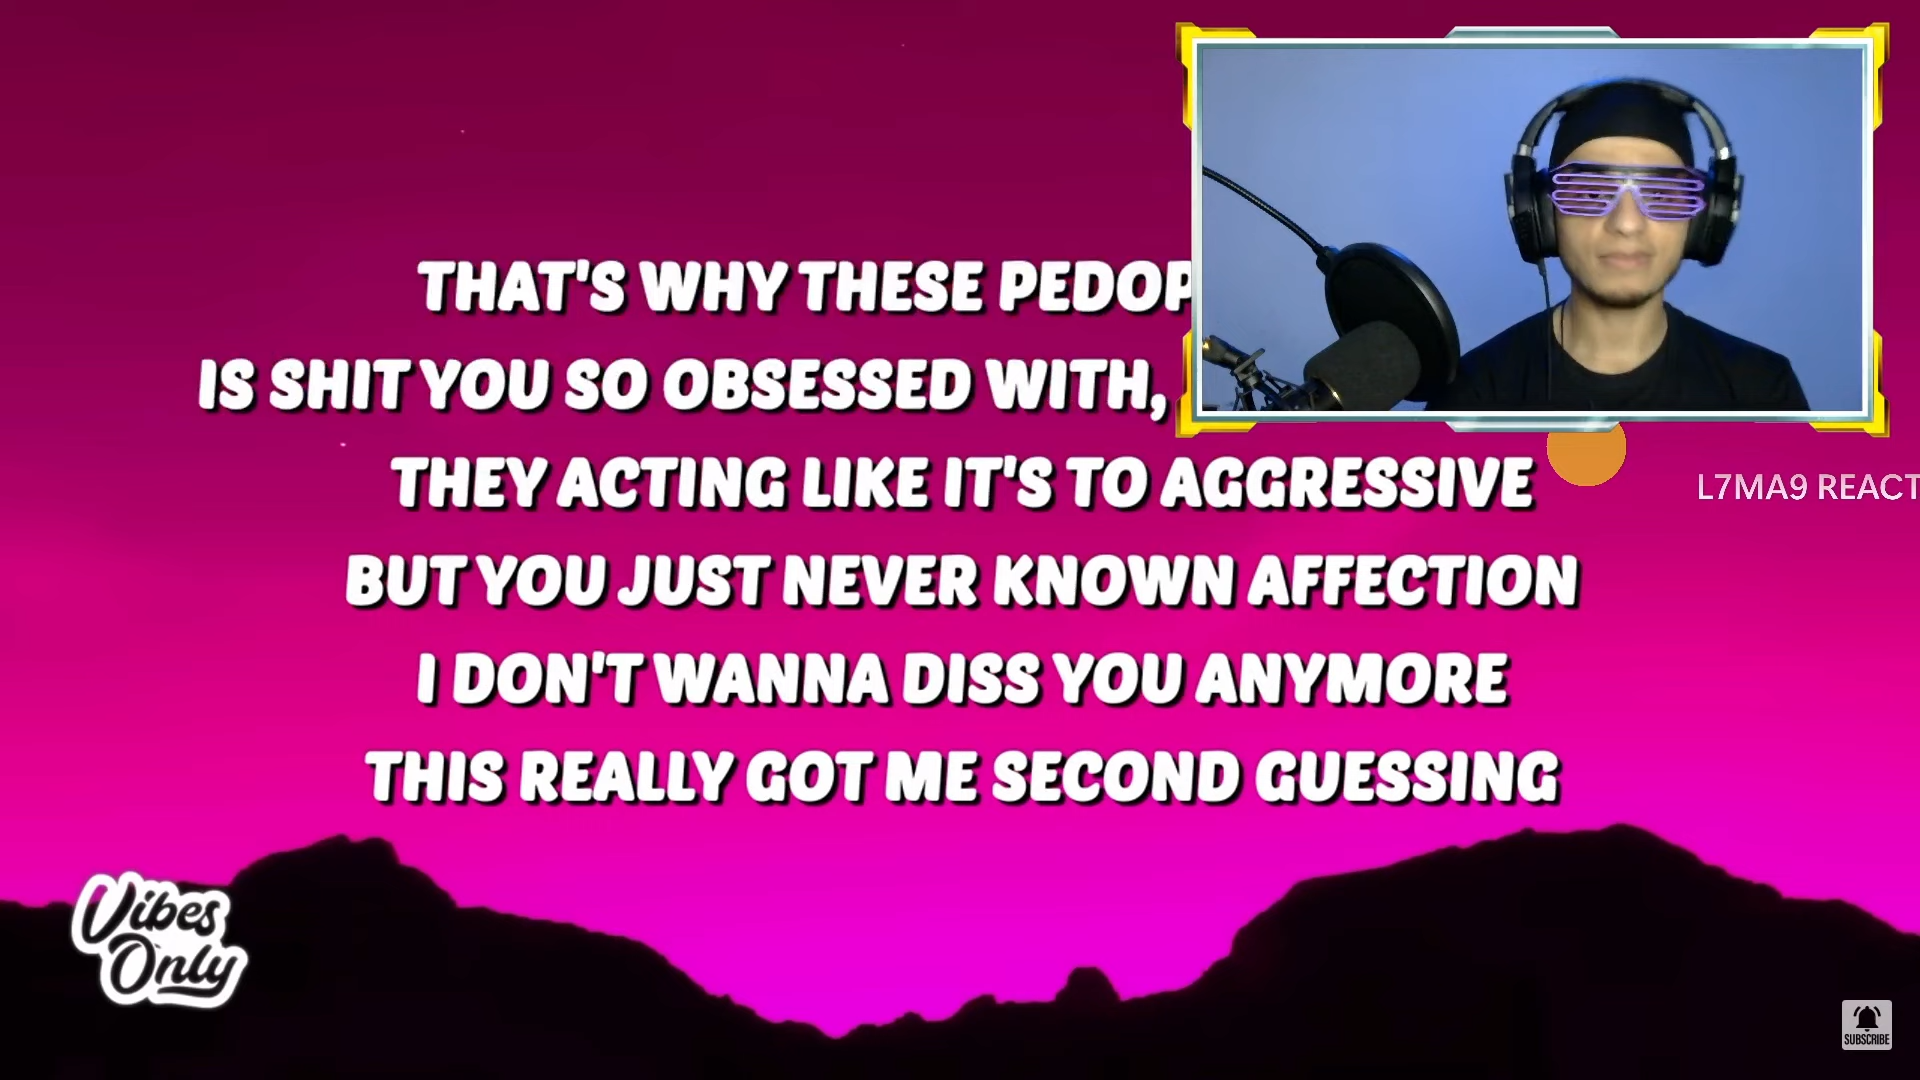 THAT'S WHY THESE PEDOP
IS SHIT YOU SO OBSESSED WITH,
THEY ACTING LIKE IT'S TO AGGRESSIVE
BUT YOU JUST NEVER KNOWN AFFECTION
I DON'T WANNA DISS YOU ANYMORE
THIS REALLY GOT ME SECOND GUESSING
L7MA9 REACT
Vibes
Only
SUBSCRIBE